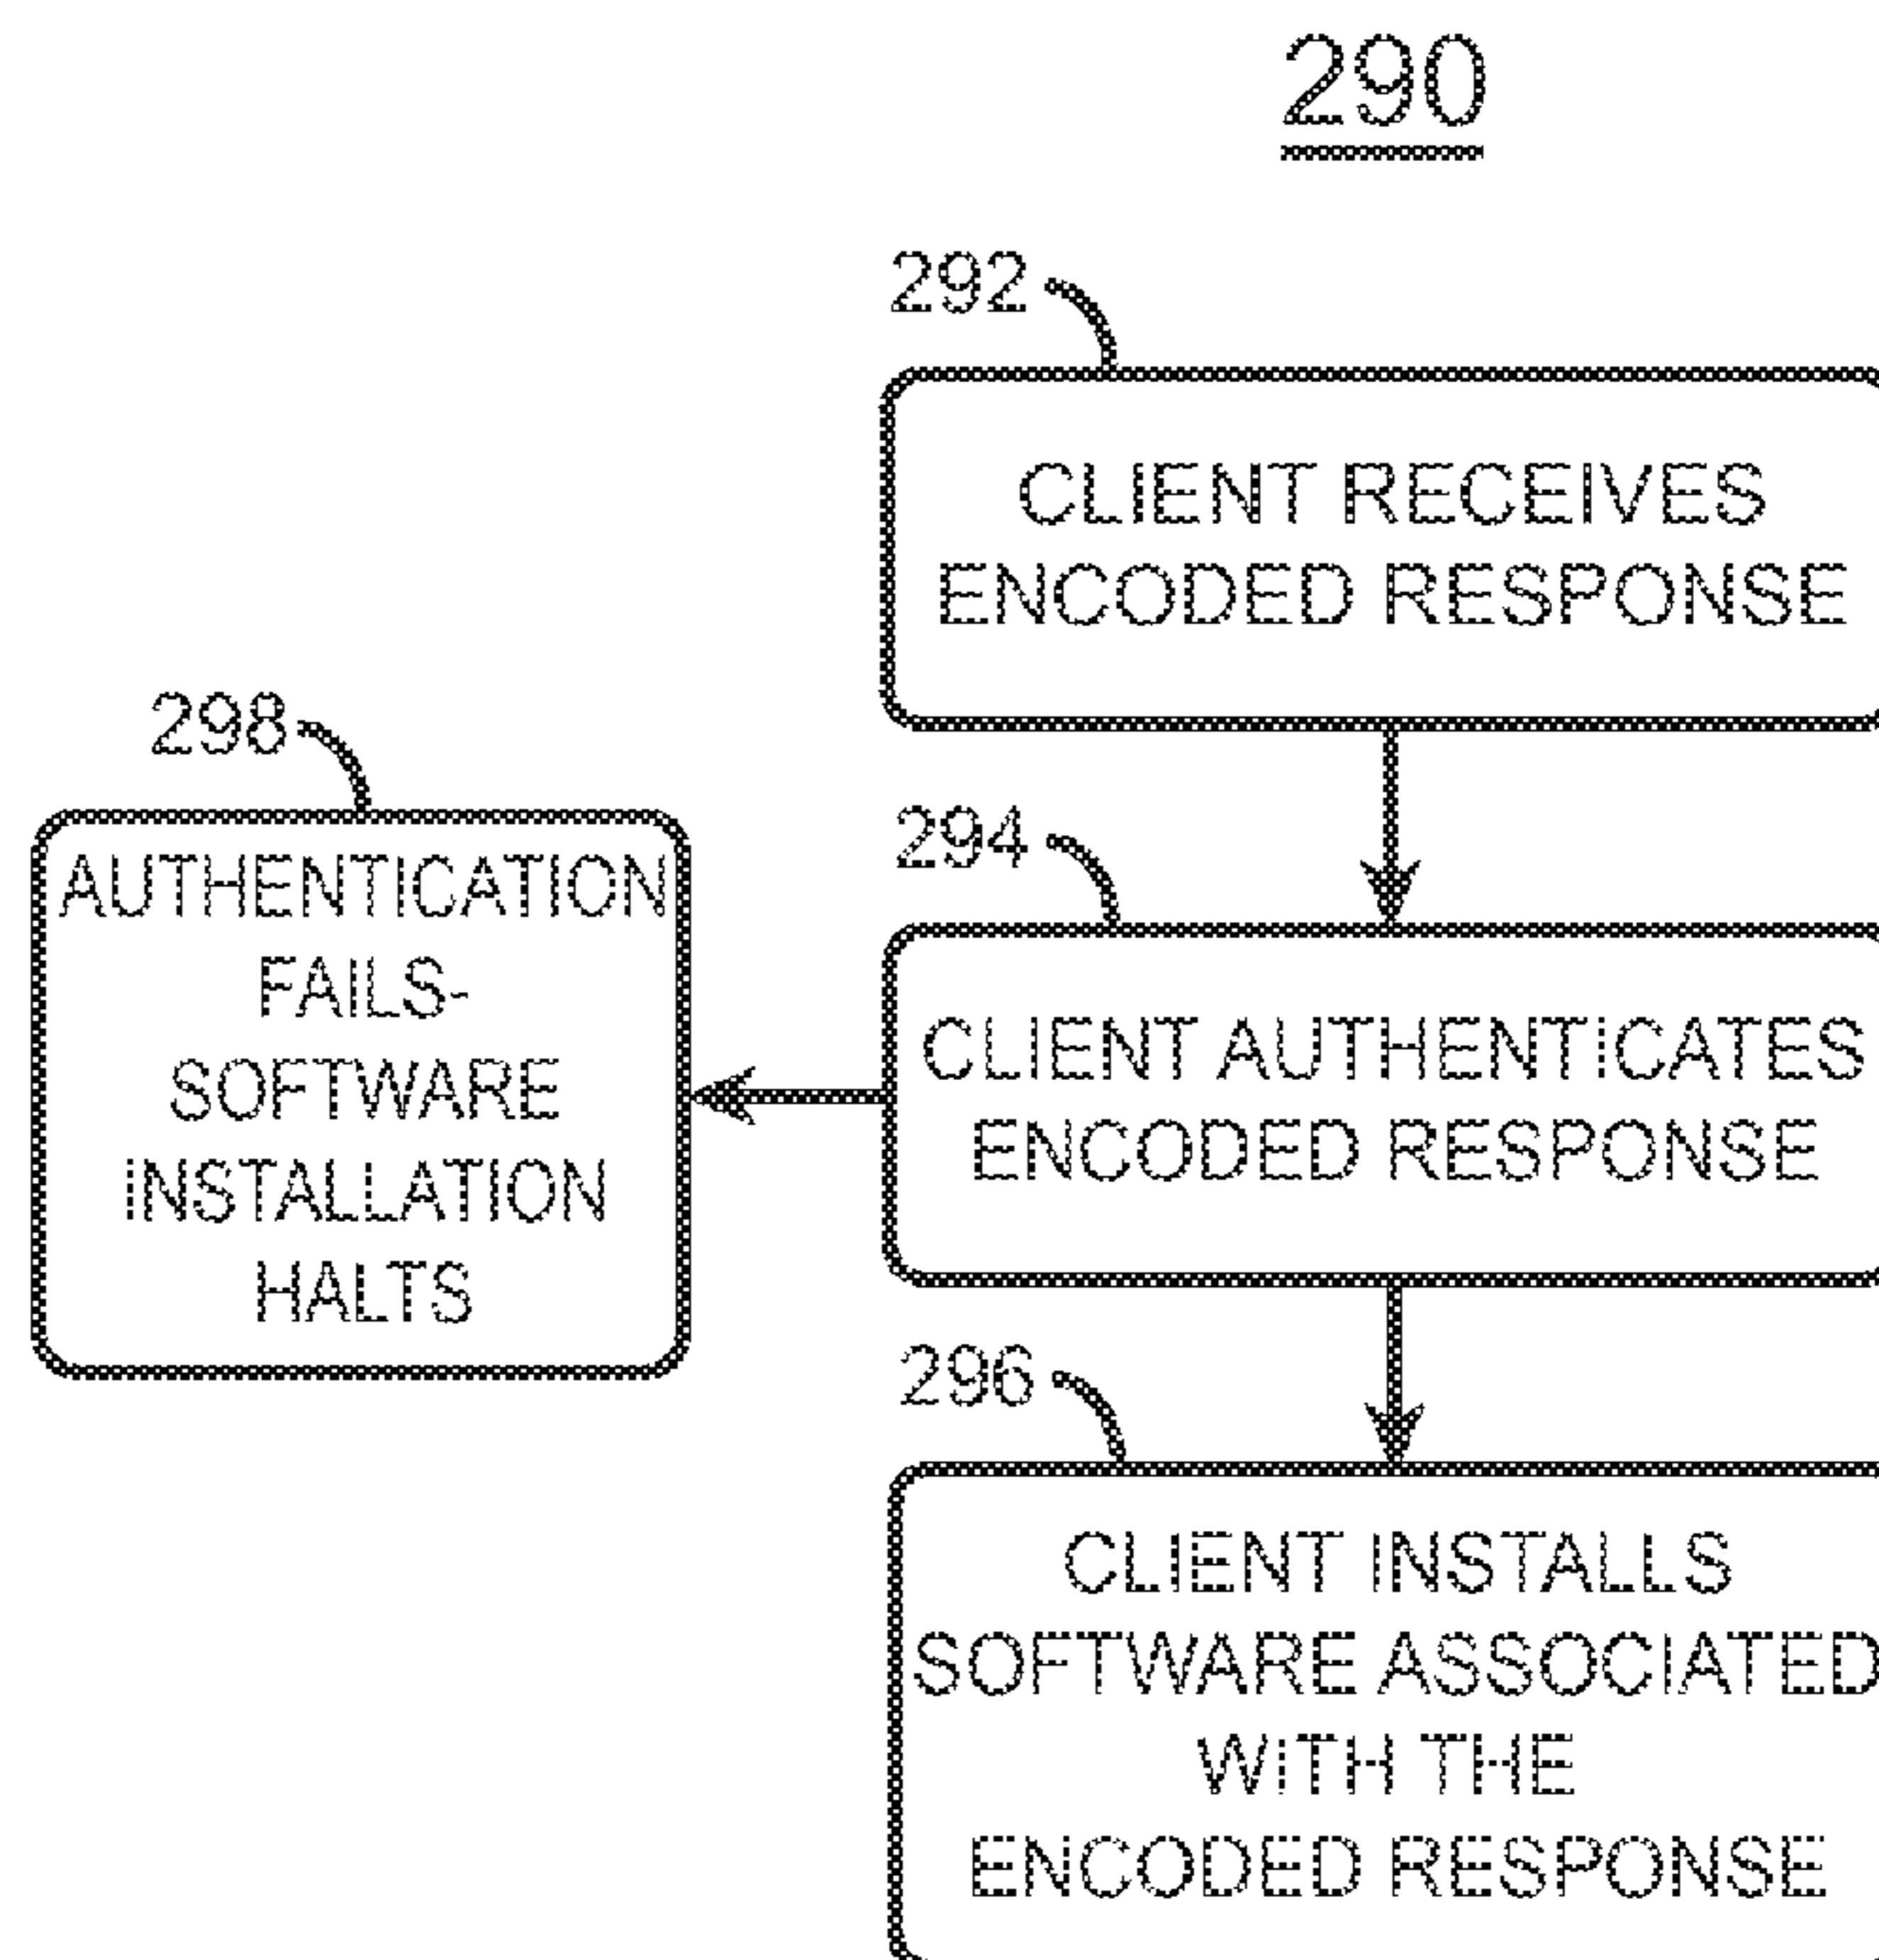 290
292
CLIENT RECEIVES
ENCODED RESPONSE
298
AUTHENTICATION
FAILS-
SOFTWARE
INSTALLATION
HALTS
294
CLIENT AUTHENTICATES
ENCODED RESPONSE
296
CLIENT INSTALLS
SOFTWARE ASSOCIATED
WITH THE
ENCODED RESPONSE